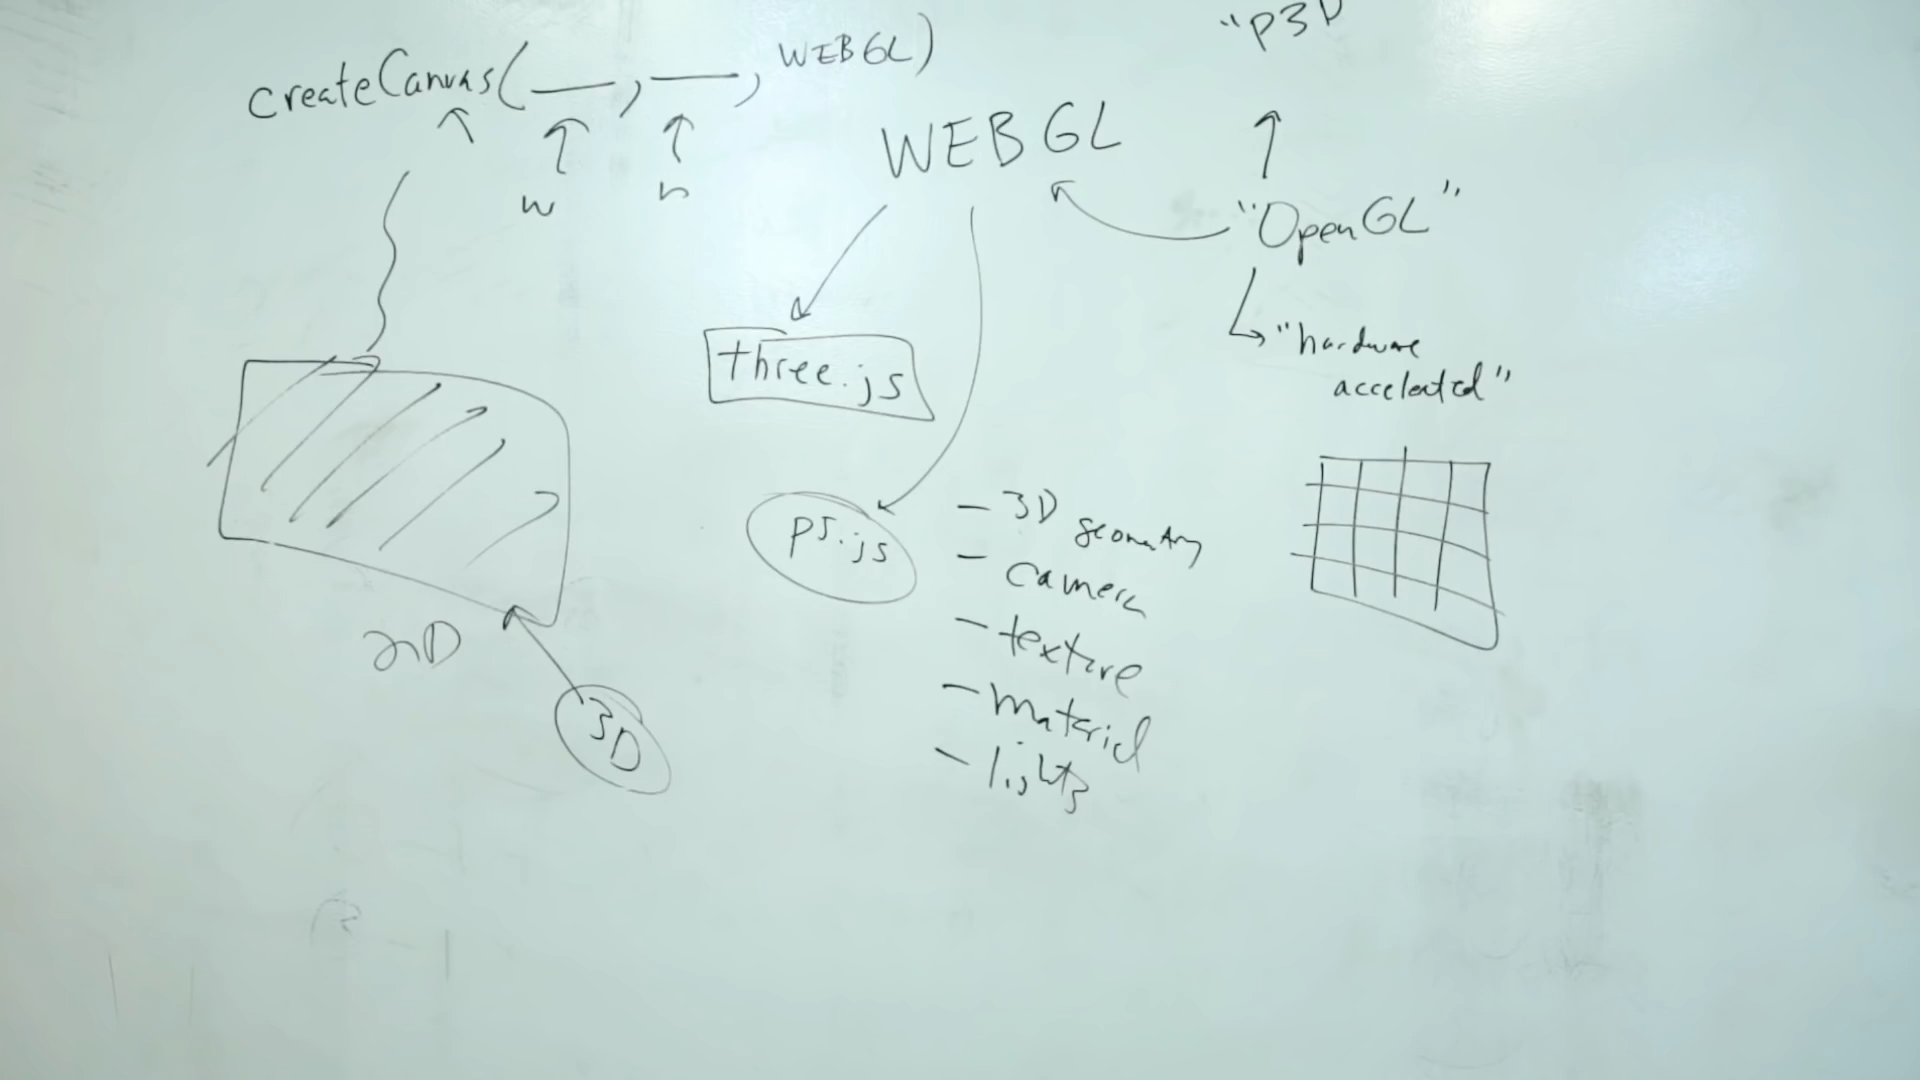 "P3D
createCanvas( , , WEBGL)
w h
WEBGL
"OpenGL"
"hardware
accelerated"
three.js
p5.js
- 3D geometry
- camera
- texture
- material
- lights
2D
3D